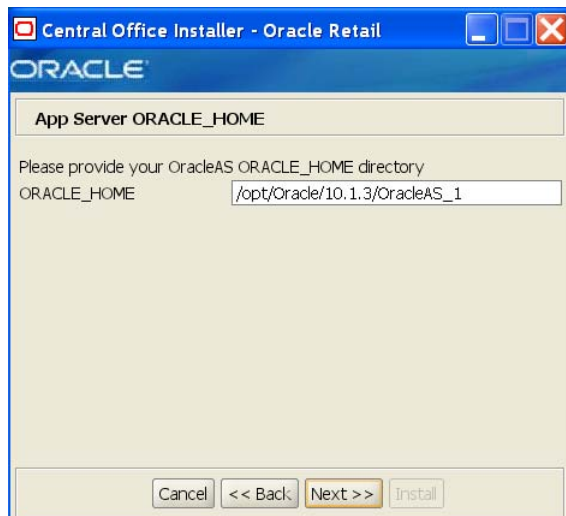 Central Office Installer - Oracle Retail
ORACLE
App Server ORACLE_HOME
Please provide your OracleAS ORACLE_HOME directory
ORACLE_HOME /opt/Oracle/10.1.3/OracleAS_1
Cancel << Back Next >> Install